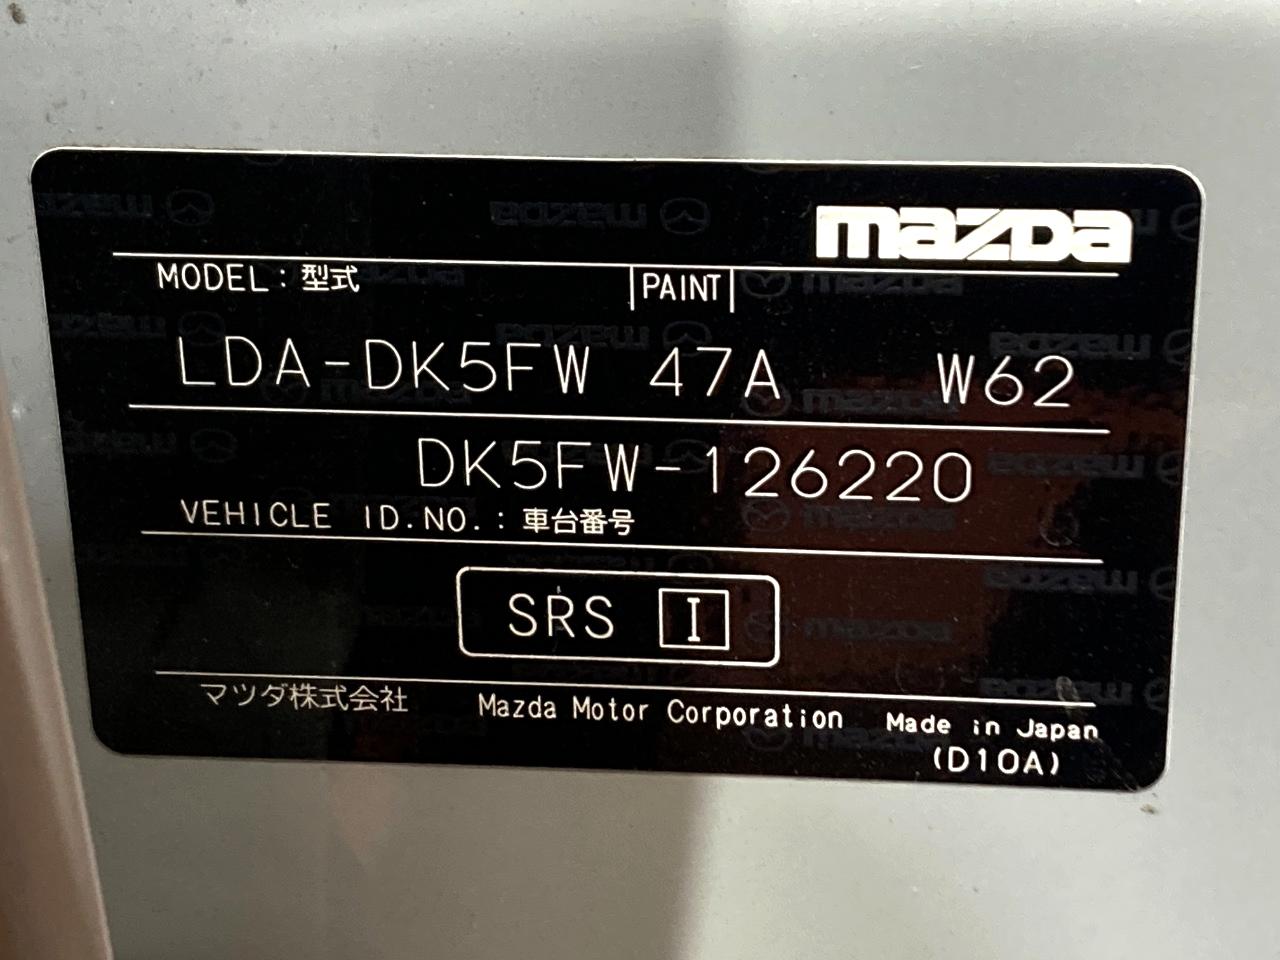 mazda
MODEL : 型式 PAINT
LDA-DK5FW 47A W62
DK5FW-126220
VEHICLE ID.NO. : 車台番号
SRS I
マツダ株式会社 Mazda Motor Corporation Made in Japan
(D10A)